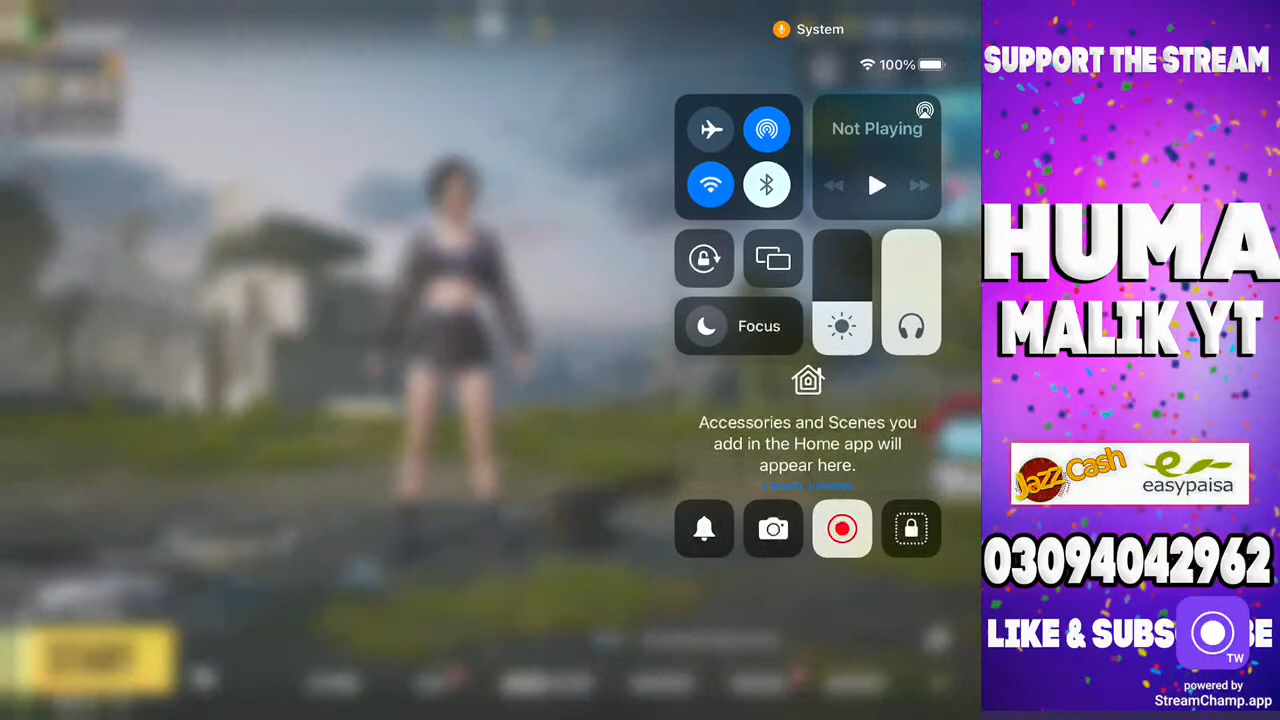 System
100%
Not Playing
Focus
Accessories and Scenes you
add in the Home app will
appear here.
SUPPORT THE STREAM
HUMA
MALIK YT
JazzCash
easypaisa
03094042962
LIKE & SUBS BE
TW
powered by
StreamChamp.app